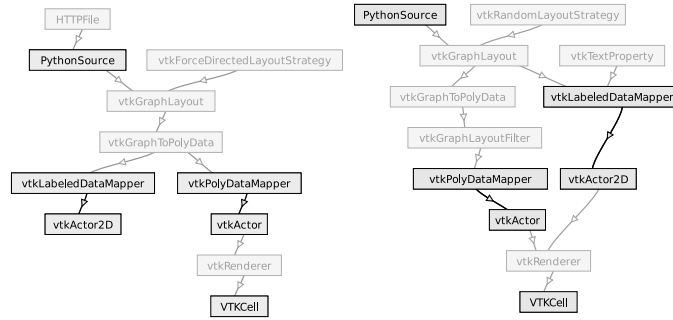 HTTPFile
PythonSource
vtkForceDirectedLayoutStrategy
vtkGraphLayout
vtkGraphToPolyData
vtkLabeledDataMapper
vtkPolyDataMapper
vtkActor2D
vtkActor
vtkRenderer
VTKCell
PythonSource
vtkRandomLayoutStrategy
vtkGraphLayout
vtkTextProperty
vtkGraphToPolyData
vtkLabeledDataMapper
vtkGraphLayoutFilter
vtkPolyDataMapper
vtkActor2D
vtkActor
vtkRenderer
VTKCell